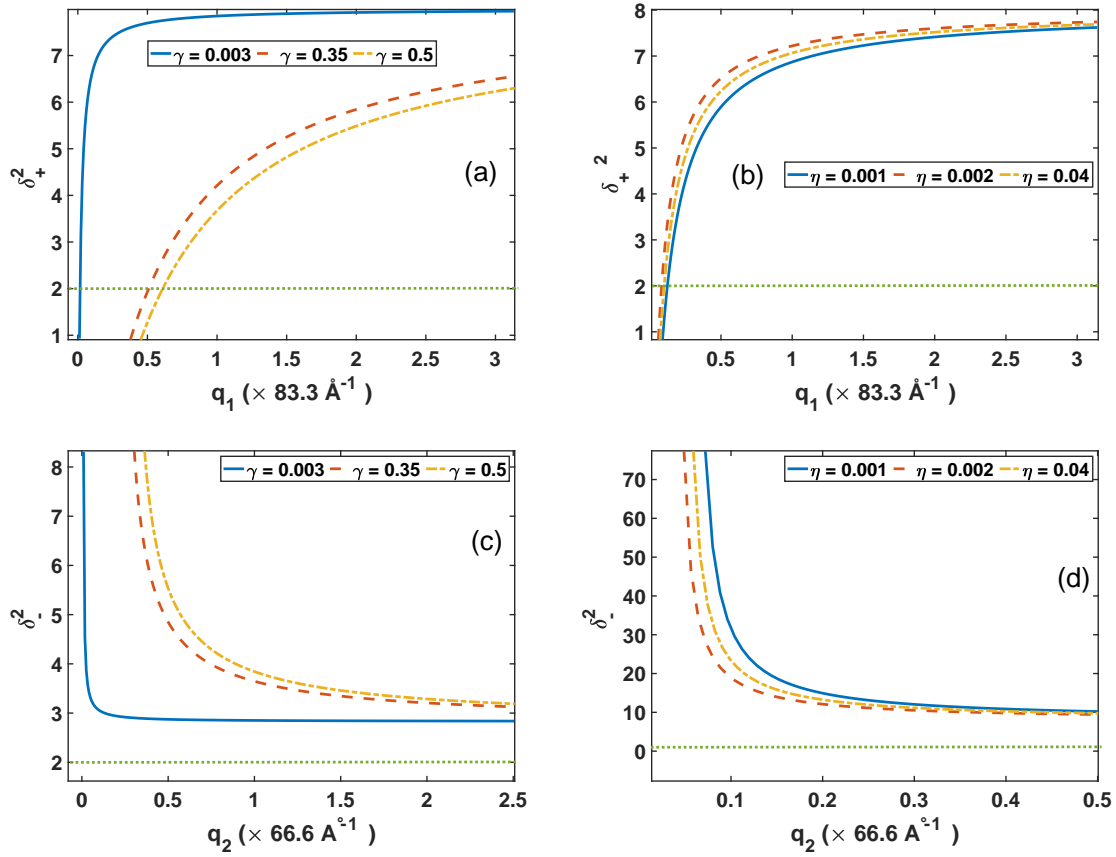 γ = 0.003 γ = 0.35 γ = 0.5
(a)
δ₊²
7
6
5
4
3
2
1
0 0.5 1 1.5 2 2.5 3
q₁ (× 83.3 Å⁻¹ )
η = 0.001 η = 0.002 η = 0.04
(b)
δ₊ ²
8
7
6
5
4
3
2
1
0.5 1 1.5 2 2.5 3
q₁ (× 83.3 Å⁻¹ )
γ = 0.003 γ = 0.35 γ = 0.5
(c)
δ₋²
8
7
6
5
4
3
2
0 0.5 1 1.5 2 2.5
q₂ (× 66.6 Å⁻¹ )
η = 0.001 η = 0.002 η = 0.04
(d)
δ₋²
70
60
50
40
30
20
10
0
0.1 0.2 0.3 0.4 0.5
q₂ (× 66.6 Å⁻¹ )